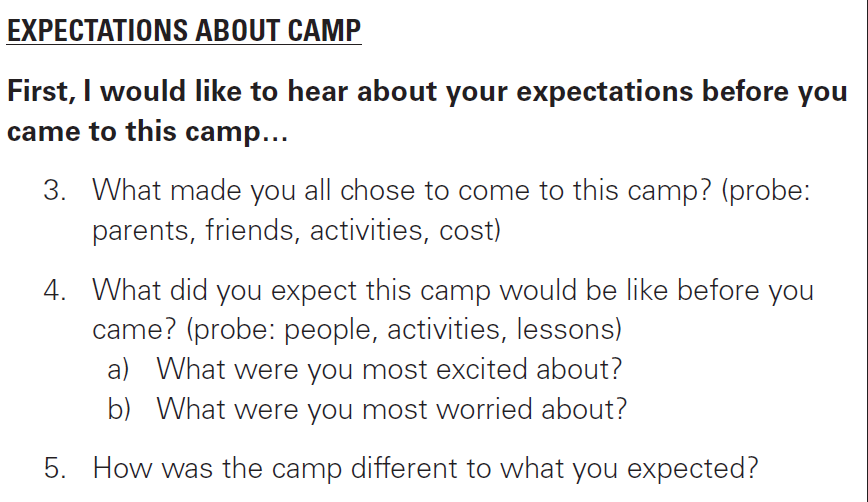 EXPECTATIONS ABOUT CAMP
First, I would like to hear about your expectations before you
came to this camp…
3. What made you all chose to come to this camp? (probe:
parents, friends, activities, cost)
4. What did you expect this camp would be like before you
came? (probe: people, activities, lessons)
a) What were you most excited about?
b) What were you most worried about?
5. How was the camp different to what you expected?